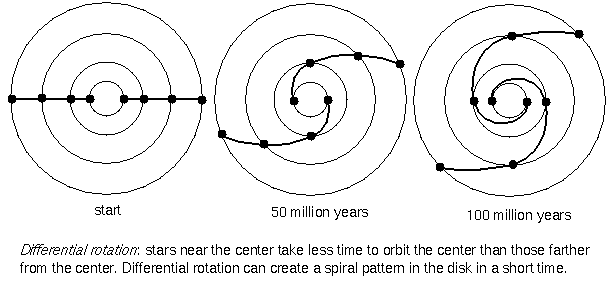 start
50 million years
100 million years
Differential rotation: stars near the center take less time to orbit the center than those farther
from the center. Differential rotation can create a spiral pattern in the disk in a short time.